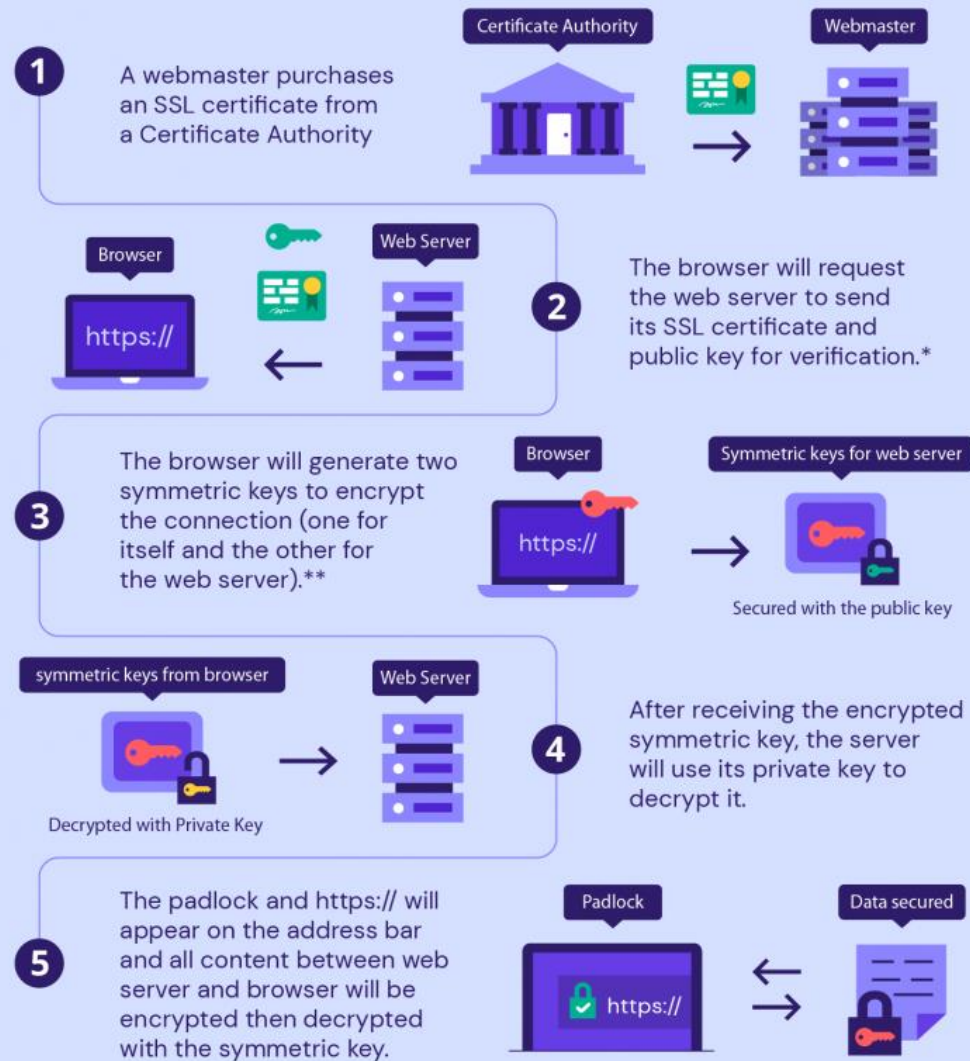 Certificate Authority
Webmaster
1
A webmaster purchases
an SSL certificate from
a Certificate Authority
Browser
https://
Web Server
2
The browser will request
the web server to send
its SSL certificate and
public key for verification.*
3
The browser will generate two
symmetric keys to encrypt
the connection (one for
itself and the other for
the web server).**
Browser
https://
Symmetric keys for web server
Secured with the public key
symmetric keys from browser
Decrypted with Private Key
Web Server
4
After receiving the encrypted
symmetric key, the server
will use its private key to
decrypt it.
5
The padlock and https:// will
appear on the address bar
and all content between web
server and browser will be
encrypted then decrypted
with the symmetric key.
Padlock
https://
Data secured